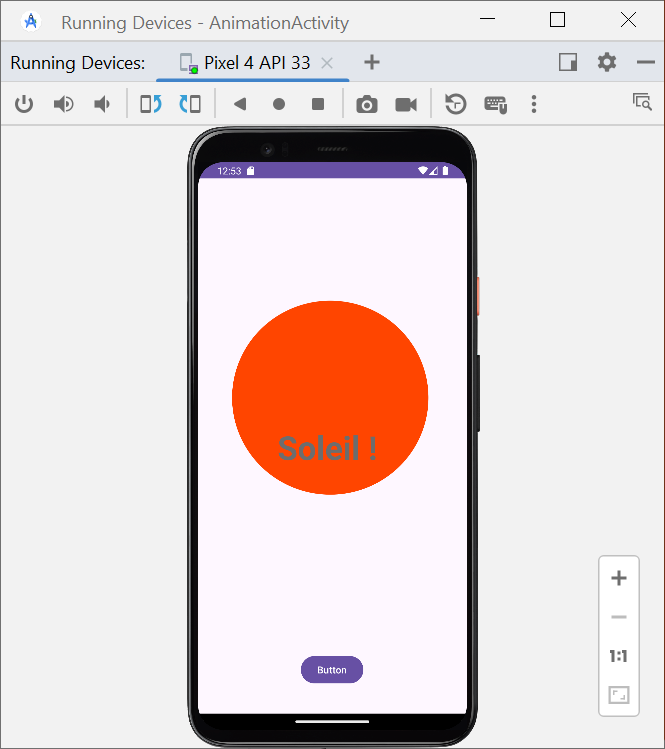 Running Devices - AnimationActivity
Running Devices:
Pixel 4 API 33
12:53
Soleil !
Button
1:1